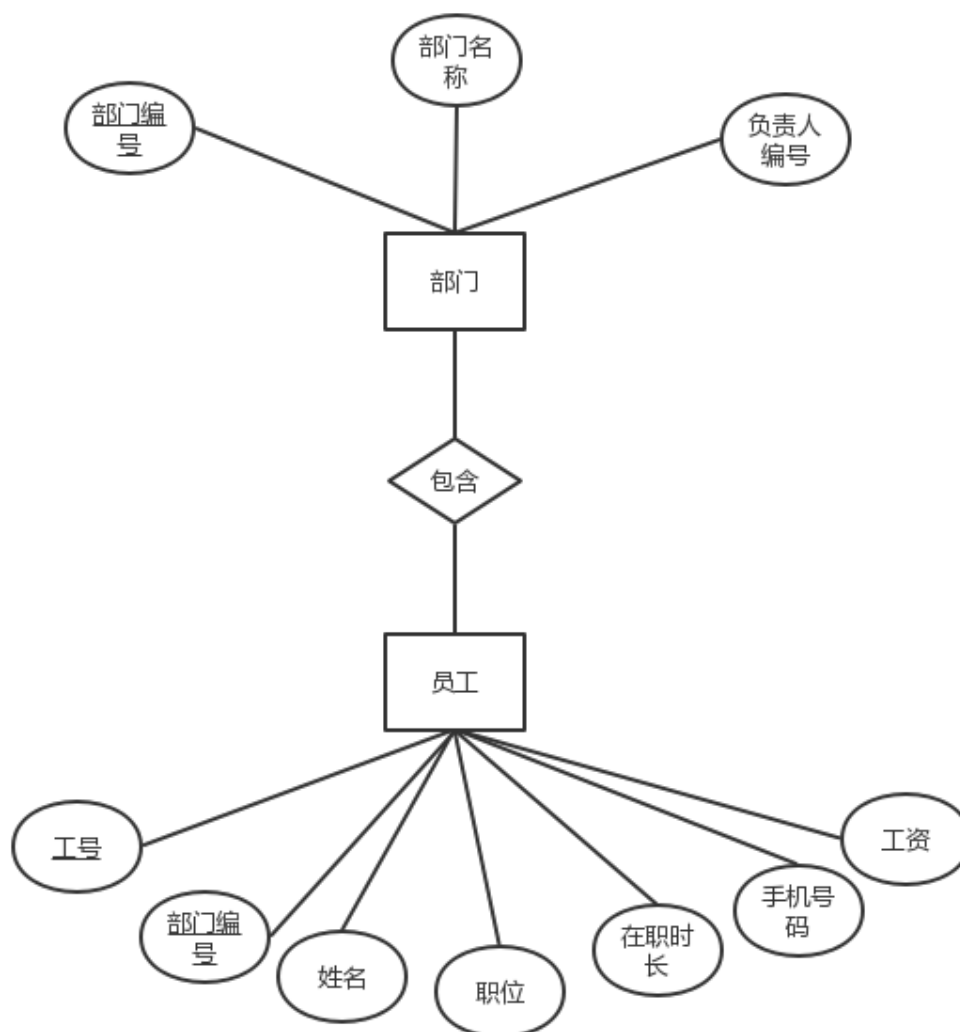 部门名
称
部门编
号
负责人
编号
部门
包含
员工
工号
部门编
号
姓名
职位
在职时
长
手机号
码
工资